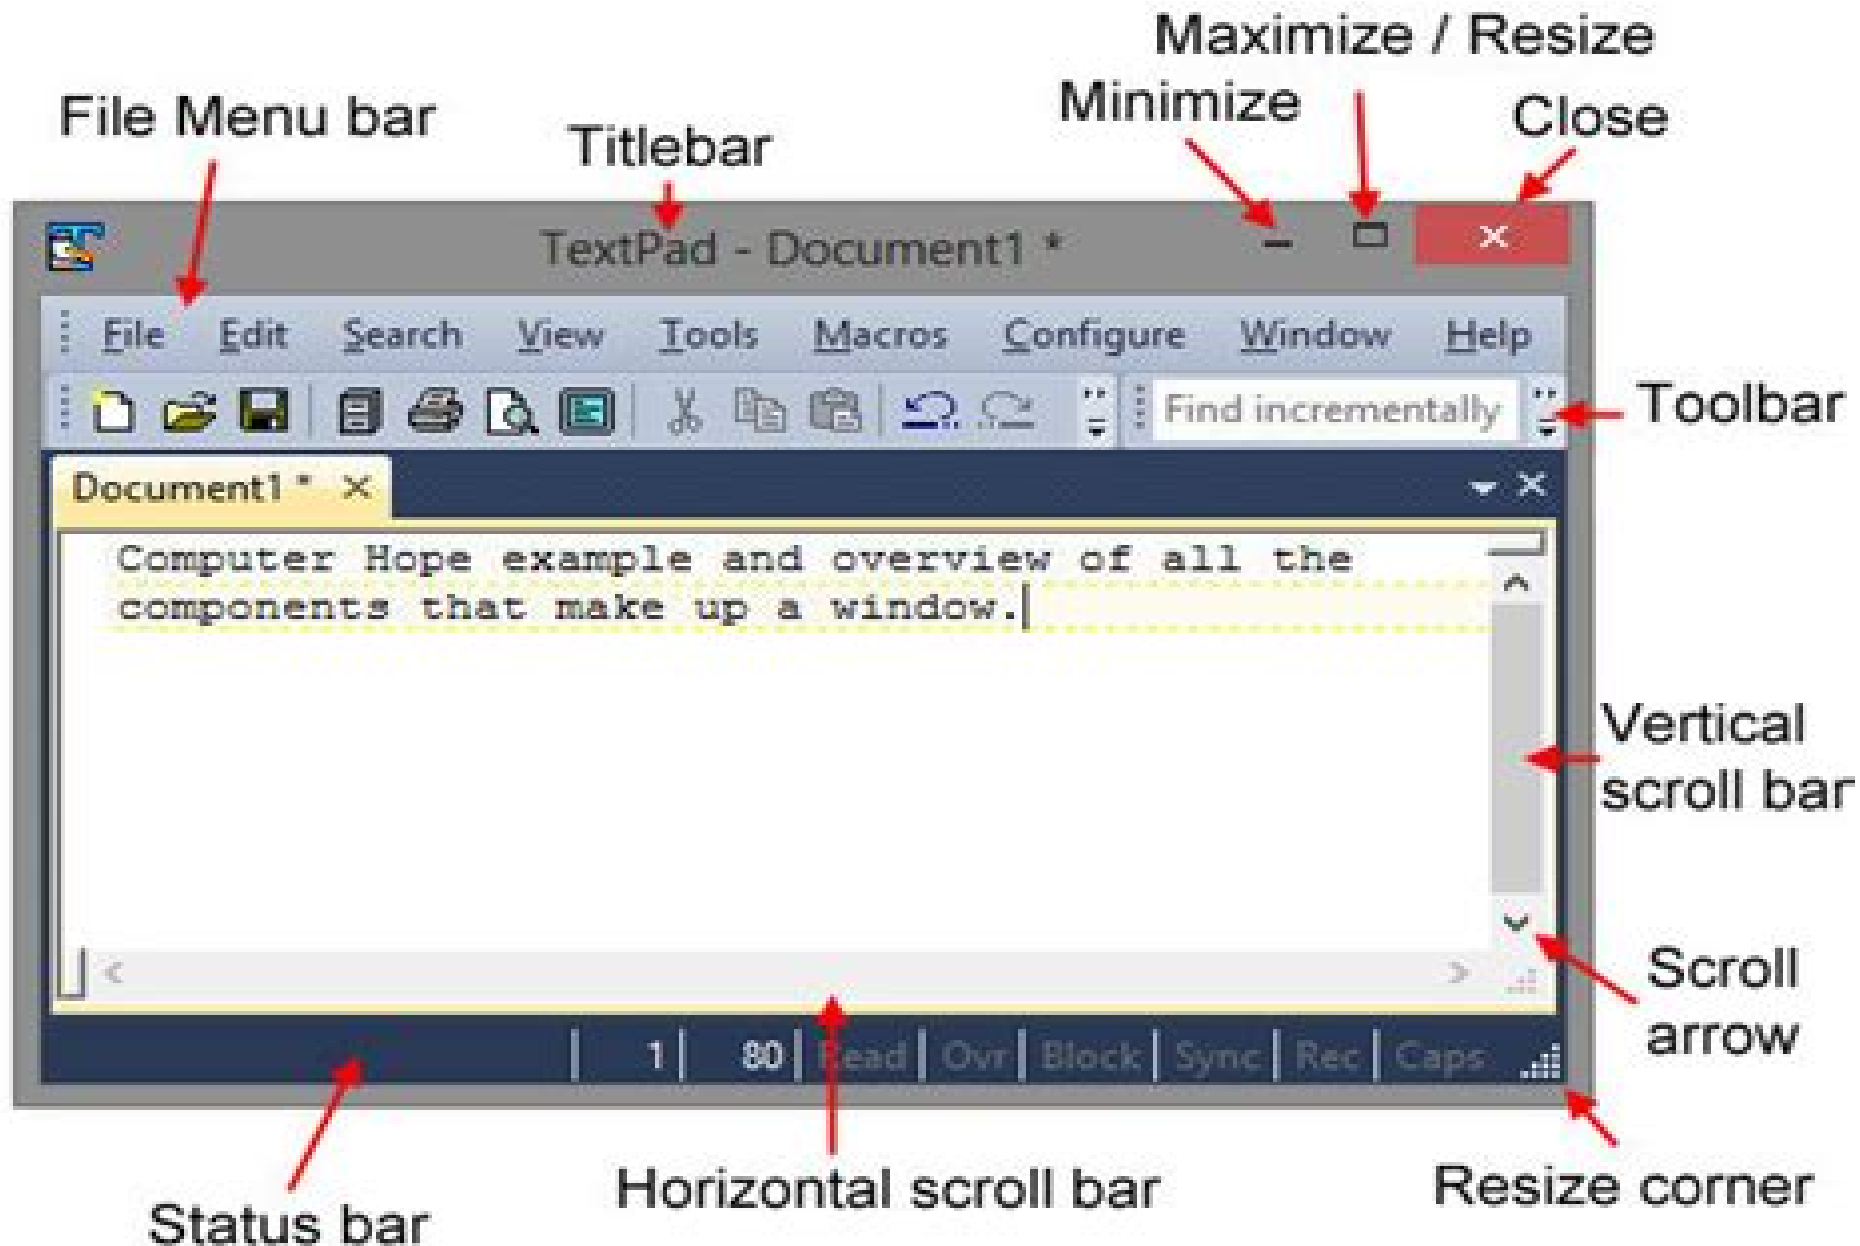 Maximize / Resize
Minimize
File Menu bar
Close
Titlebar
TextPad - Document1 *
File Edit Search View Tools Macros Configure Window Help
Find incrementally
Toolbar
Document1 *
Computer Hope example and overview of all the
components that make up a window.
Vertical
scroll bar
Scroll
arrow
1 80 Read Ovr Block Sync Rec Caps
Horizontal scroll bar
Resize corner
Status bar